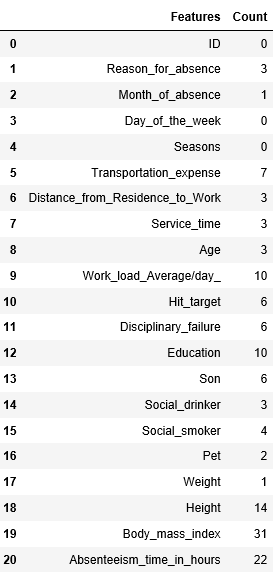 Features Count
0 ID 0
1 Reason_for_absence 3
2 Month_of_absence 1
3 Day_of_the_week 0
4 Seasons 0
5 Transportation_expense 7
6 Distance_from_Residence_to_Work 3
7 Service_time 3
8 Age 3
9 Work_load_Average/day_ 10
10 Hit_target 6
11 Disciplinary_failure 6
12 Education 10
13 Son 6
14 Social_drinker 3
15 Social_smoker 4
16 Pet 2
17 Weight 1
18 Height 14
19 Body_mass_index 31
20 Absenteeism_time_in_hours 22